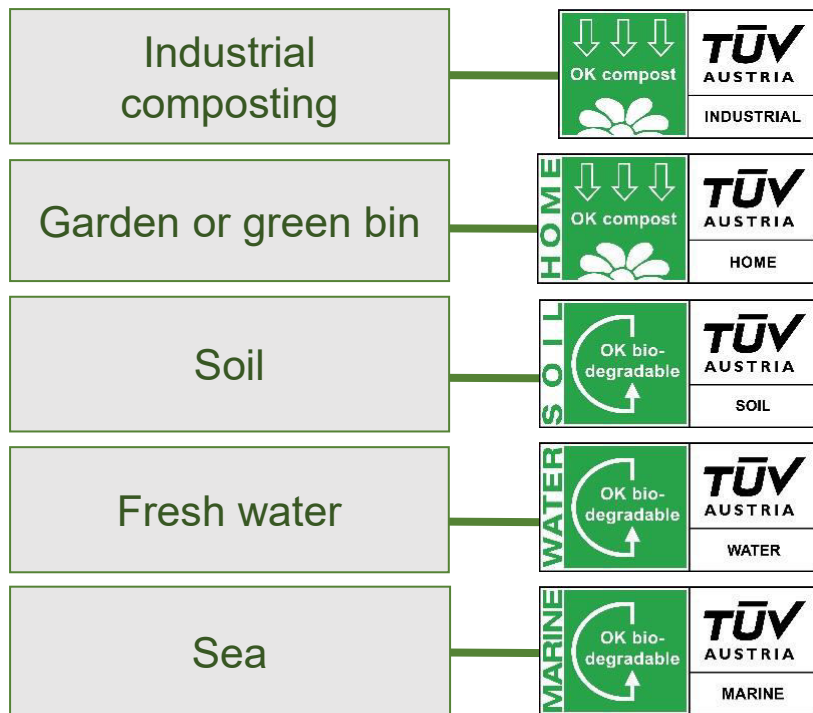 Industrial
composting
OK compost
TÜV
AUSTRIA
INDUSTRIAL
Garden or green bin
HOME
OK compost
TÜV
AUSTRIA
HOME
Soil
SOIL
OK bio-
degradable
TÜV
AUSTRIA
SOIL
Fresh water
WATER
OK bio-
degradable
TÜV
AUSTRIA
WATER
Sea
MARINE
OK bio-
degradable
TÜV
AUSTRIA
MARINE